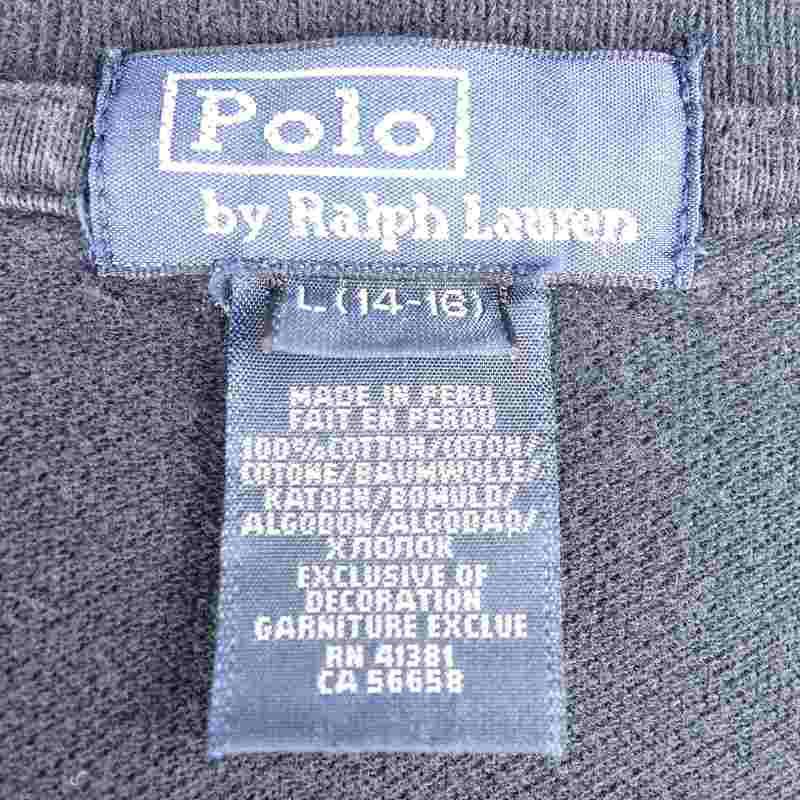 Polo
by Ralph Lauren
L (14-16)
MADE IN PERU
FAIT EN PEROU
100% COTTON/COTON/
COTONE/BAUMWOLLE/
KATOEN/BOMULD/
ALGODON/ALGODAO/
ХЛОПОК
EXCLUSIVE OF
DECORATION
GARNITURE EXCLUE
RN 41381
CA 56658